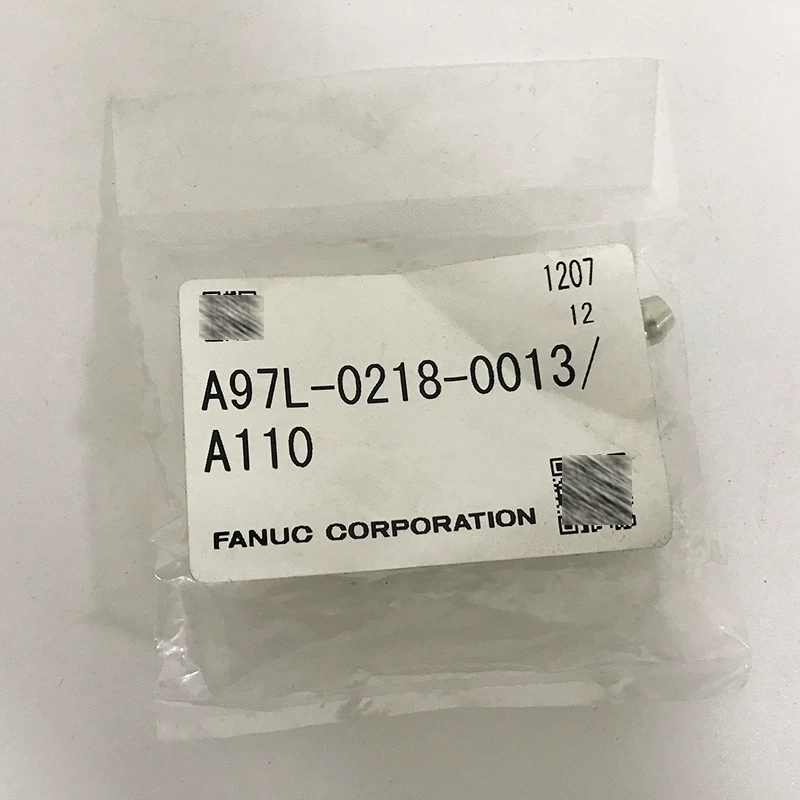 1207
12
A97L-0218-0013/
A110
FANUC CORPORATION